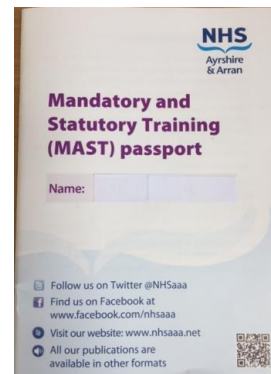 NHS
Ayrshire
& Arran
Mandatory and
Statutory Training
(MAST) passport
Name:
Follow us on Twitter @NHSaaa
Find us on Facebook at
www.facebook.com/nhsaaa
Visit our website: www.nhsaaa.net
All our publications are
available in other formats